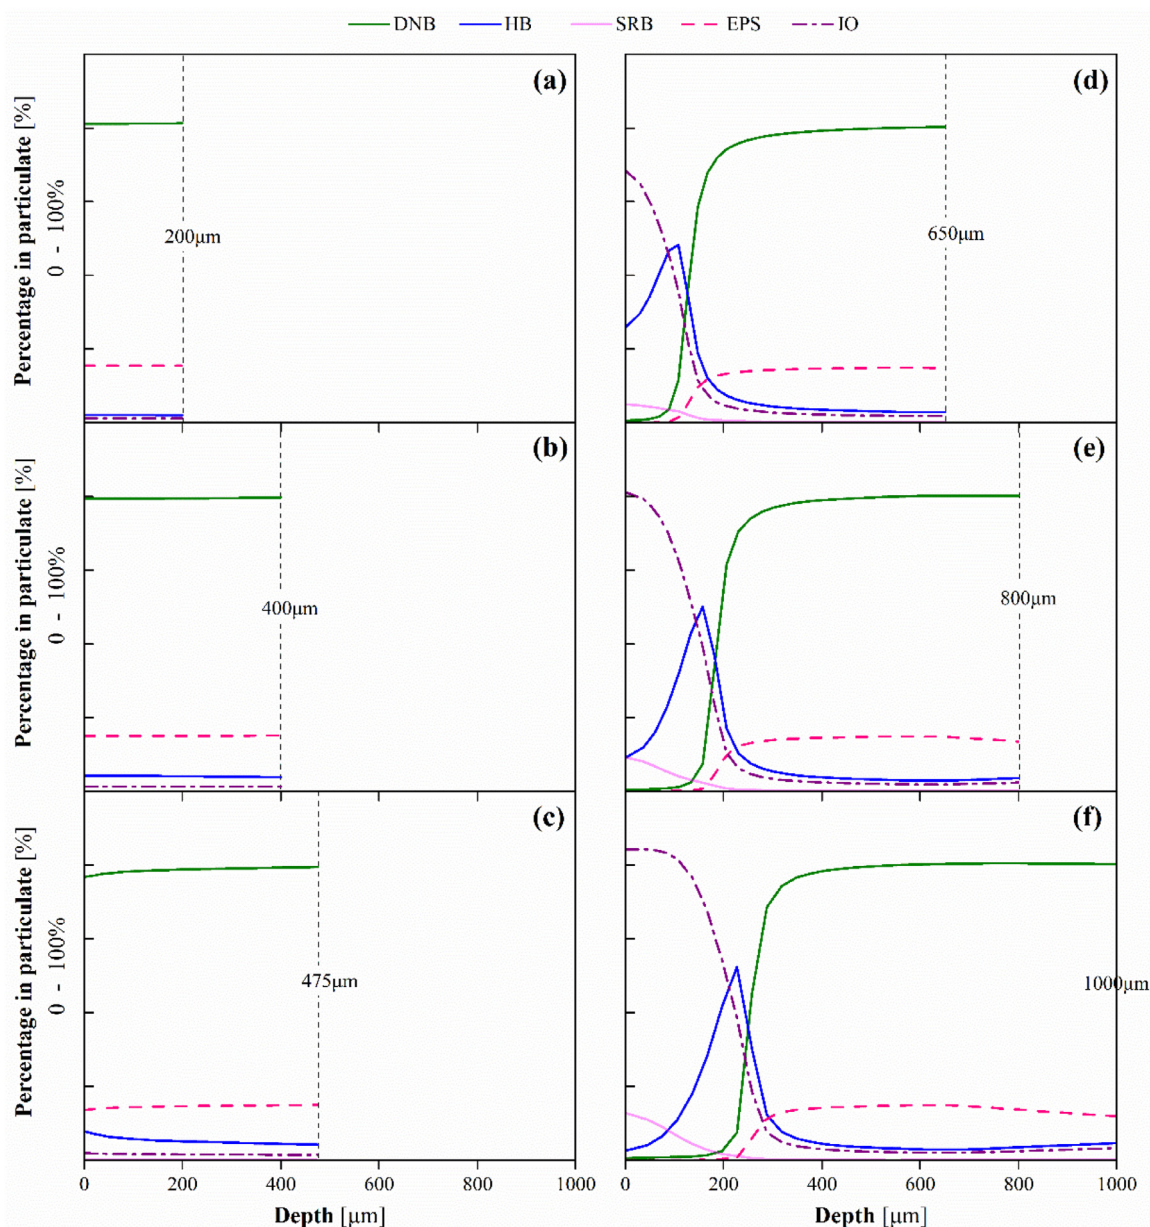 DNB HB SRB EPS IO
(a)
Percentage in particulate [%]
0 - 100%
200μm
(d)
650μm
(b)
Percentage in particulate [%]
0 - 100%
400μm
(e)
800μm
(c)
Percentage in particulate [%]
0 - 100%
475μm
(f)
1000μm
0 200 400 600 800 1000
0 200 400 600 800 1000
Depth [μm]
Depth [μm]